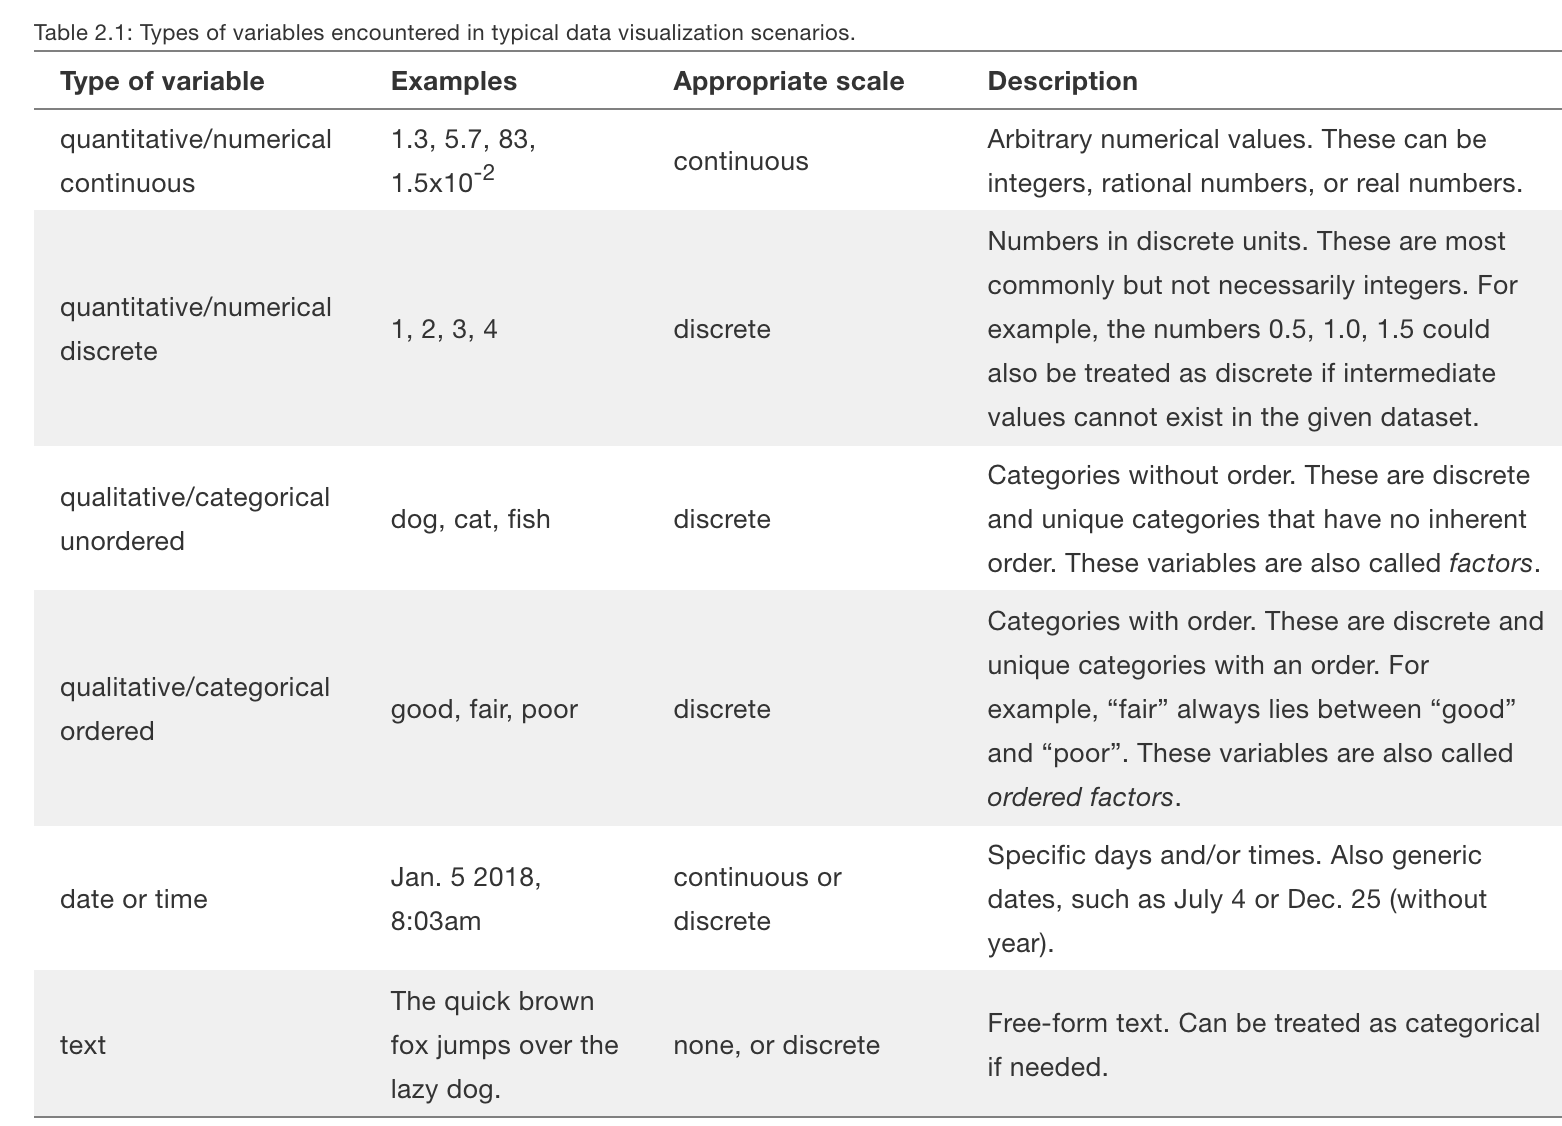 Table 2.1: Types of variables encountered in typical data visualization scenarios.
Type of variable Examples Appropriate scale Description
quantitative/numerical
continuous
1.3, 5.7, 83,
1.5x10⁻²
continuous
Arbitrary numerical values. These can be
integers, rational numbers, or real numbers.
quantitative/numerical
discrete
1, 2, 3, 4
discrete
Numbers in discrete units. These are most
commonly but not necessarily integers. For
example, the numbers 0.5, 1.0, 1.5 could
also be treated as discrete if intermediate
values cannot exist in the given dataset.
qualitative/categorical
unordered
dog, cat, fish
discrete
Categories without order. These are discrete
and unique categories that have no inherent
order. These variables are also called factors.
qualitative/categorical
ordered
good, fair, poor
discrete
Categories with order. These are discrete and
unique categories with an order. For
example, “fair” always lies between “good”
and “poor”. These variables are also called
ordered factors.
date or time
Jan. 5 2018,
8:03am
continuous or
discrete
Specific days and/or times. Also generic
dates, such as July 4 or Dec. 25 (without
year).
text
The quick brown
fox jumps over the
lazy dog.
none, or discrete
Free-form text. Can be treated as categorical
if needed.